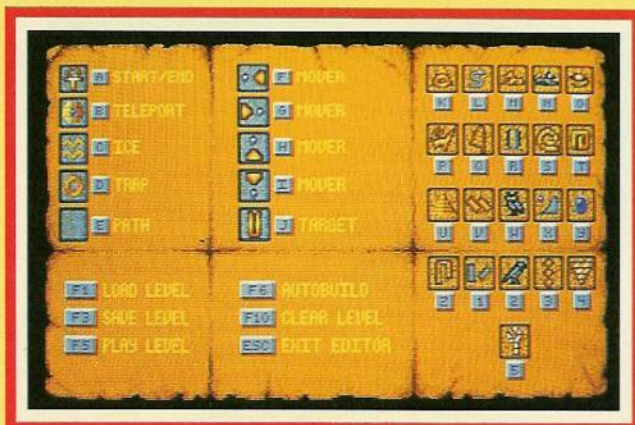 A START/END
B TELEPORT
C ICE
D TRAP
E PATH
F MOVER
G MOVER
H MOVER
I MOVER
J TARGET
K L M N O
P Q R S T
U V W X Y
Z 1 2 3 4
5
F1 LOAD LEVEL
F3 SAVE LEVEL
F5 PLAY LEVEL
F6 AUTOBUILD
F10 CLEAR LEVEL
ESC EXIT EDITOR